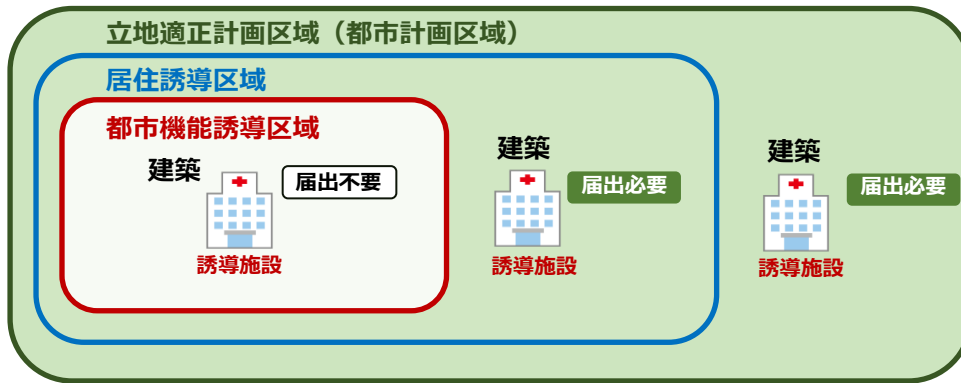 立地適正計画区域（都市計画区域）
居住誘導区域
都市機能誘導区域
建築
届出不要
誘導施設
建築
届出必要
誘導施設
建築
届出必要
誘導施設